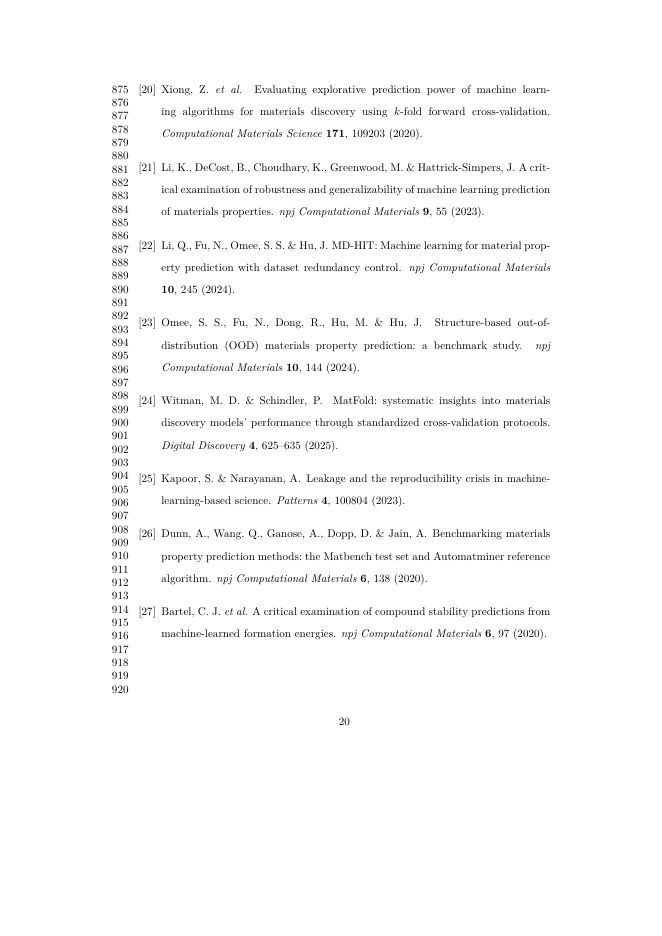 875
876
877
878
879
880
881
882
883
884
885
886
887
888
889
890
891
892
893
894
895
896
897
898
899
900
901
902
903
904
905
906
907
908
909
910
911
912
913
914
915
916
917
918
919
920
[20] Xiong, Z. et al. Evaluating explorative prediction power of machine learn-
ing algorithms for materials discovery using k-fold forward cross-validation.
Computational Materials Science 171, 109203 (2020).
[21] Li, K., DeCost, B., Choudhary, K., Greenwood, M. & Hattrick-Simpers, J. A crit-
ical examination of robustness and generalizability of machine learning prediction
of materials properties. npj Computational Materials 9, 55 (2023).
[22] Li, Q., Fu, N., Omee, S. S. & Hu, J. MD-HIT: Machine learning for material prop-
erty prediction with dataset redundancy control. npj Computational Materials
10, 245 (2024).
[23] Omee, S. S., Fu, N., Dong, R., Hu, M. & Hu, J. Structure-based out-of-
distribution (OOD) materials property prediction: a benchmark study. npj
Computational Materials 10, 144 (2024).
[24] Witman, M. D. & Schindler, P. MatFold: systematic insights into materials
discovery models' performance through standardized cross-validation protocols.
Digital Discovery 4, 625–635 (2025).
[25] Kapoor, S. & Narayanan, A. Leakage and the reproducibility crisis in machine-
learning-based science. Patterns 4, 100804 (2023).
[26] Dunn, A., Wang, Q., Ganose, A., Dopp, D. & Jain, A. Benchmarking materials
property prediction methods: the Matbench test set and Automatminer reference
algorithm. npj Computational Materials 6, 138 (2020).
[27] Bartel, C. J. et al. A critical examination of compound stability predictions from
machine-learned formation energies. npj Computational Materials 6, 97 (2020).
20